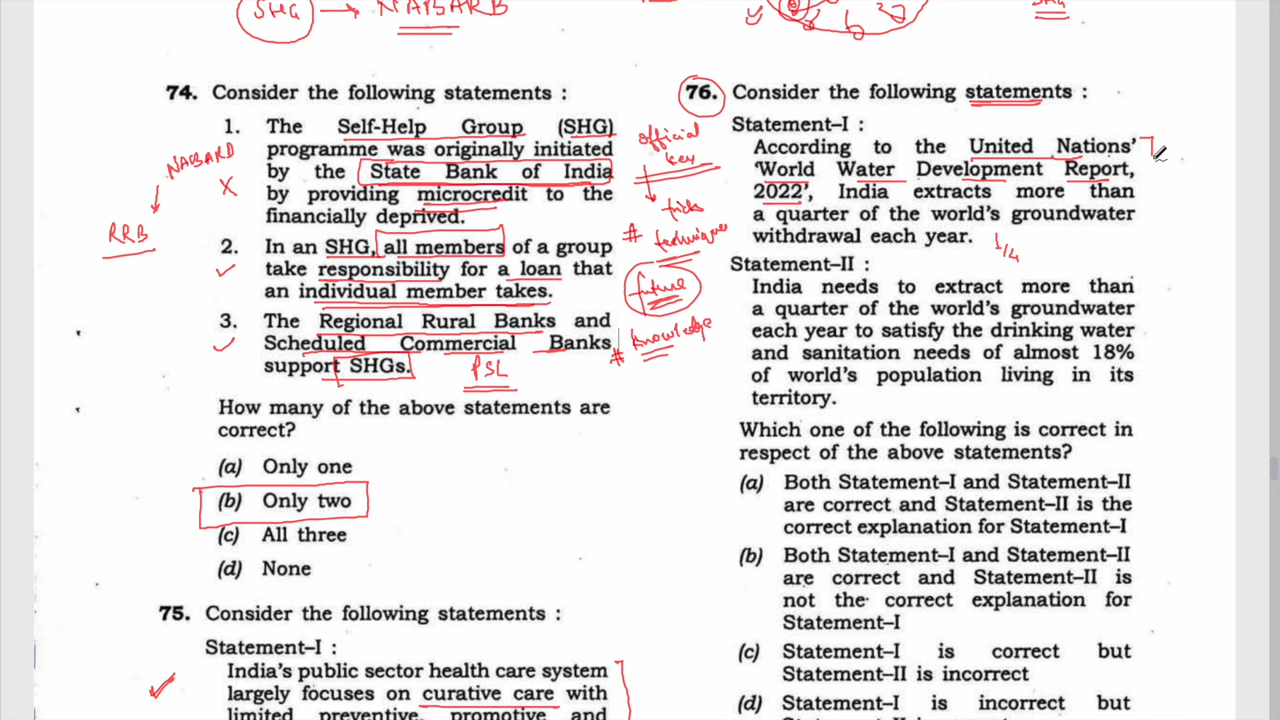 SHG → NABARD
SHG
74. Consider the following statements :
1. The Self-Help Group (SHG)
programme was originally initiated
by the State Bank of India
by providing microcredit to the
financially deprived.
2. In an SHG, all members of a group
take responsibility for a loan that
an individual member takes.
3. The Regional Rural Banks and
Scheduled Commercial Banks
support SHGs.
PSL
NABARD
X
RRB
How many of the above statements are
correct?
(a) Only one
(b) Only two
(c) All three
(d) None
75. Consider the following statements :
Statement–I :
India's public sector health care system
largely focuses on curative care with
limited preventive, promotive and
official
key
tricks
# techniques
future
# knowledge
76. Consider the following statements :
Statement–I :
According to the United Nations'
'World Water Development Report,
2022', India extracts more than
a quarter of the world's groundwater
withdrawal each year.
1/4
Statement–II :
India needs to extract more than
a quarter of the world's groundwater
each year to satisfy the drinking water
and sanitation needs of almost 18%
of world's population living in its
territory.
Which one of the following is correct in
respect of the above statements?
(a) Both Statement–I and Statement–II
are correct and Statement–II is the
correct explanation for Statement–I
(b) Both Statement–I and Statement–II
are correct and Statement–II is
not the correct explanation for
Statement–I
(c) Statement–I is correct but
Statement–II is incorrect
(d) Statement–I is incorrect but